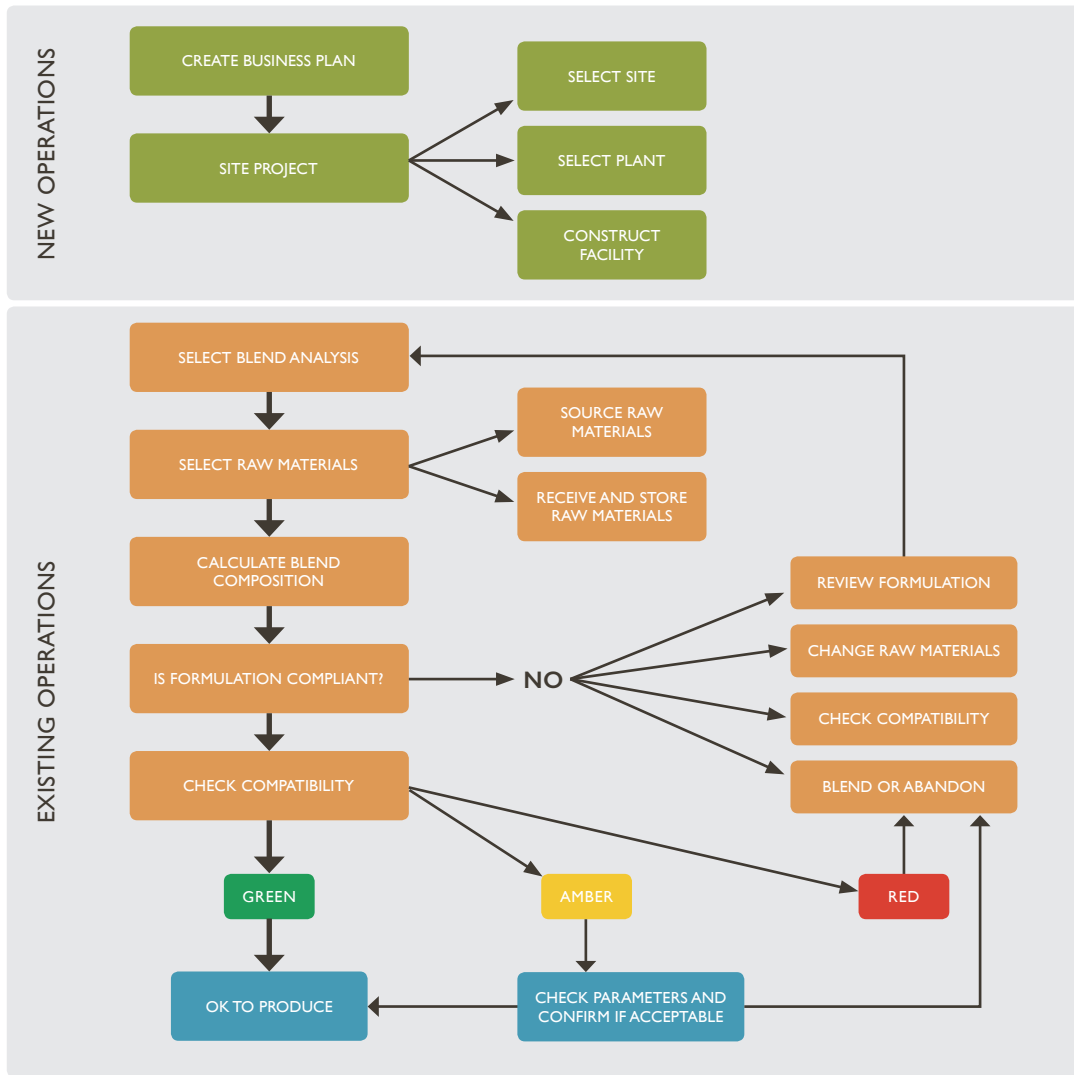 NEW OPERATIONS
CREATE BUSINESS PLAN
SITE PROJECT
SELECT SITE
SELECT PLANT
CONSTRUCT
FACILITY
EXISTING OPERATIONS
SELECT BLEND ANALYSIS
SELECT RAW MATERIALS
SOURCE RAW
MATERIALS
RECEIVE AND STORE
RAW MATERIALS
CALCULATE BLEND
COMPOSITION
IS FORMULATION COMPLIANT?
NO
REVIEW FORMULATION
CHANGE RAW MATERIALS
CHECK COMPATIBILITY
BLEND OR ABANDON
CHECK COMPATIBILITY
GREEN
AMBER
RED
OK TO PRODUCE
CHECK PARAMETERS AND
CONFIRM IF ACCEPTABLE